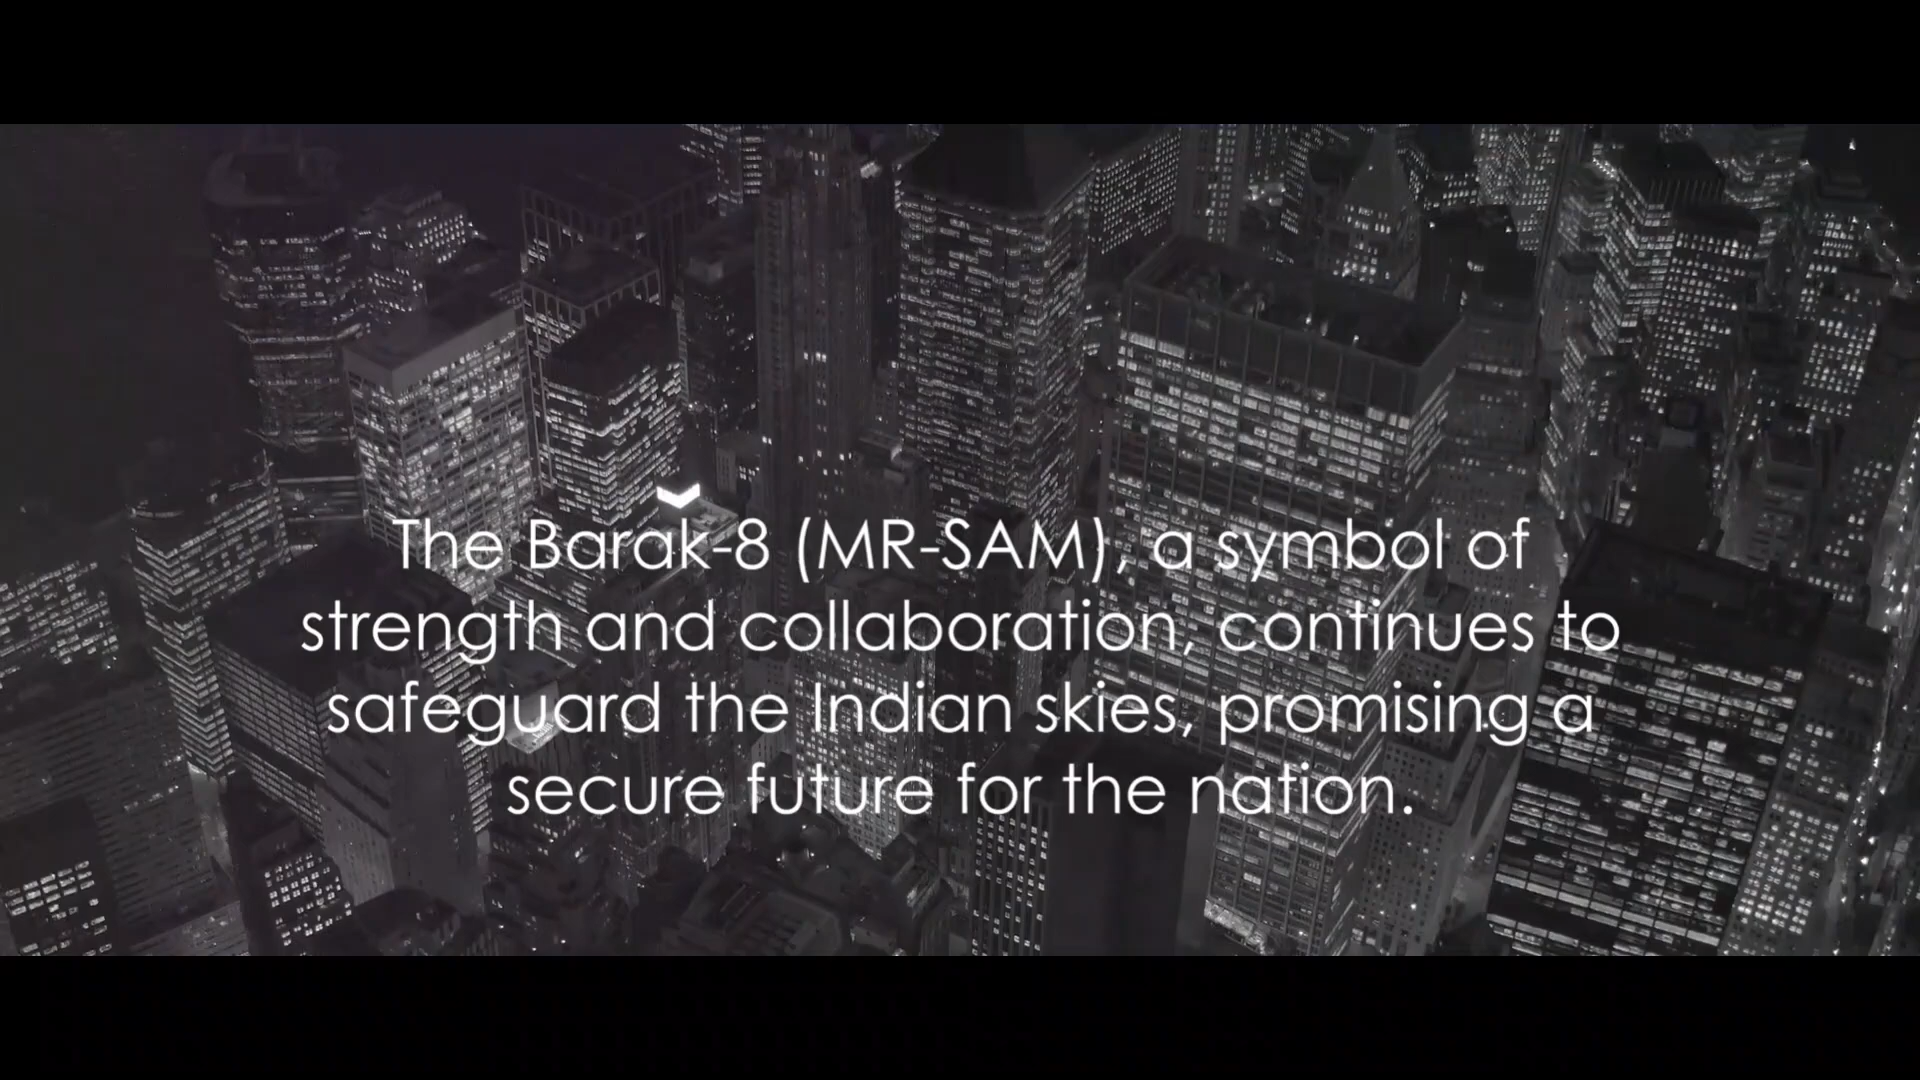 The Barak-8 (MR-SAM), a symbol of
strength and collaboration, continues to
safeguard the Indian skies, promising a
secure future for the nation.